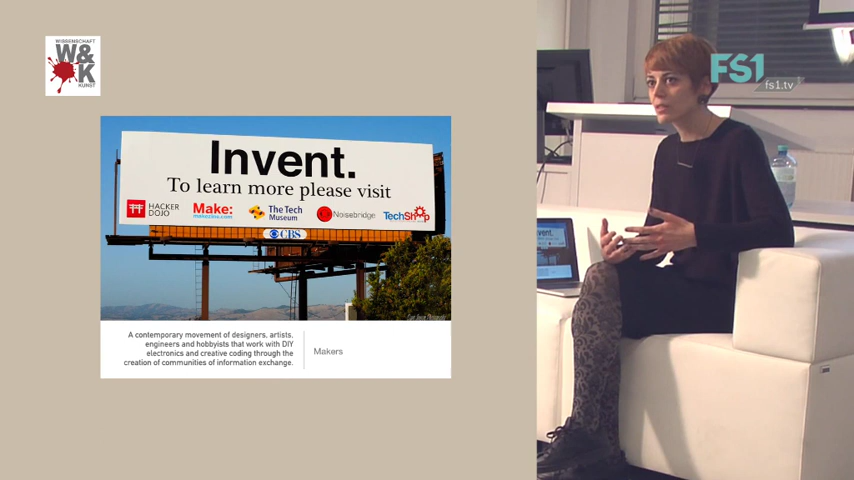 WISSENSCHAFT
W&
K
KUNST
FS1
fs1.tv
Invent.
To learn more please visit
HACKER
DOJO
Make:
makezine.com
The Tech
Museum
Noisebridge
TechShop
CBS
A contemporary movement of designers, artists,
engineers and hobbyists that work with DIY
electronics and creative coding through the
creation of communities of information exchange.
Makers
Invent.